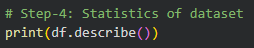 # Step-4: Statistics of dataset
print(df.describe())